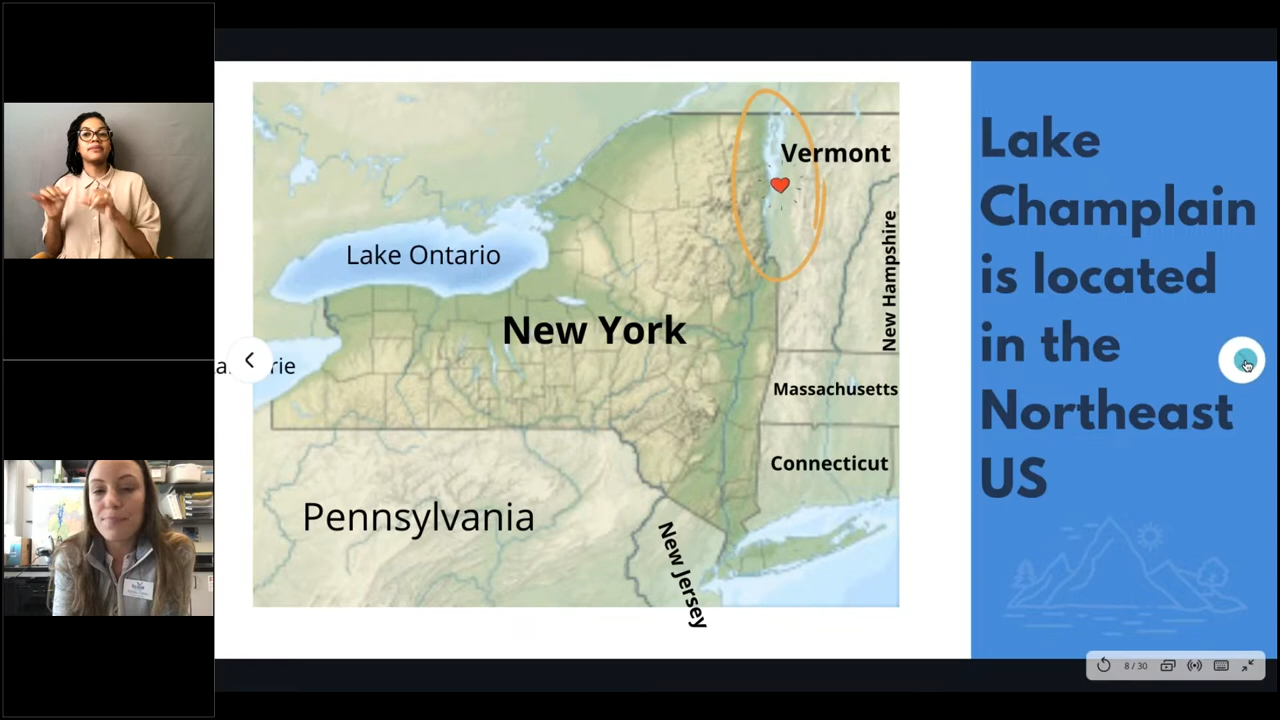 Vermont
New Hampshire
Lake Ontario
New York
rie
Massachusetts
Connecticut
Pennsylvania
New Jersey
Lake
Champlain
is located
in the
Northeast
US
8 / 30